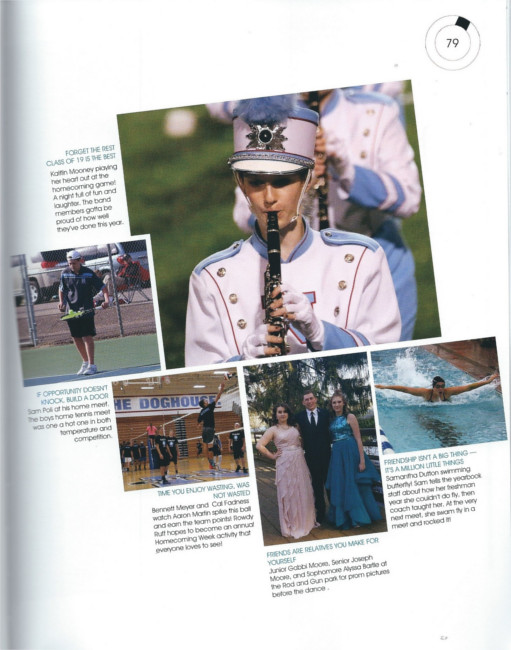 79
FORGET THE REST
CLASS OF 19 IS THE BEST
Kaitlin Mooney playing
her heart out at the
homecoming game!
A night full of fun and
laughter. The band
members gotta be
proud of how well
they've done this year.
IF OPPORTUNITY DOESN'T
KNOCK, BUILD A DOOR
Sam Poli at his home meet.
The boys home tennis meet
was one a hot one in both
temperature and
competition.
HE DOGHOUSE
TIME YOU ENJOY WASTING, WAS
NOT WASTED
Bennett Meyer and Cal Fadness
watch Aaron Martin spike this ball
and earn the team points! Rowdy
Ruff hopes to become an annual
Homecoming Week activity that
everyone loves to see!
FRIENDS ARE RELATIVES YOU MAKE FOR
YOURSELF
Junior Gabbi Moore, Senior Joseph
Moore, and Sophomore Alyssa Bartle at
the Rod and Gun park for prom pictures
before the dance .
FRIENDSHIP ISN'T A BIG THING —
IT'S A MILLION LITTLE THINGS
Samantha Dutton swimming
butterfly! Sam tells the yearbook
staff about how her freshman
year she couldn't do fly, then
coach taught her. At the very
next meet, she swam fly in a
meet and rocked it!